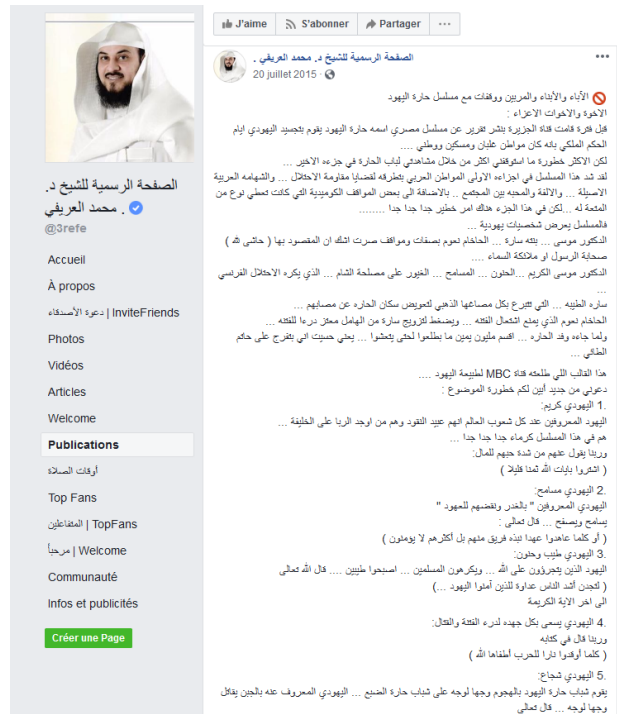 J'aime
S'abonner
Partager
الصفحة الرسمية للشيخ د. محمد العريفي .
20 juillet 2015
الصفحة الرسمية للشيخ د.
محمد العريفي .
@3refe
Accueil
À propos
InviteFriends | دعوة الأصدقاء
Photos
Vidéos
Articles
Welcome
Publications
أوقات الصلاة
Top Fans
TopFans | المتفاعلين
Welcome | مرحباً
Communauté
Infos et publicités
Créer une Page
الآباء والأبناء والمربين ووقفات مع مسلسل حارة اليهود
الاخوة والاخوات الاعزاء :
قبل فترة قامت قناة الجزيرة بنشر تقرير عن مسلسل مصري اسمه حارة اليهود يقوم بتجسيد اليهودي ايام
الحكم الملكي بانه كان مواطن غلبان ومسكين ووطني ....
لكن الاكثر خطورة ما استوقفني اكثر من خلال مشاهدتي لباب الحارة في جزءه الاخير ...
لقد شد هذا المسلسل في اجزاءه الاولى المواطن العربي بتطرقه لقضايا مقاومة الاحتلال ... والشهامه العربية
الاصيلة ... والالفة والمحبه بين المجتمع .. بالاضافة الى بعض المواقف الكوميدية التي كانت تعطي نوع من
المتعة له ...لكن في هذا الجزء هناك امر خطير جدا جدا جدا ........
فالمسلسل يعرض شخصيات يهودية ...
الدكتور موسى ... بنته سارة ... الحاخام نعوم بصفات ومواقف صرت اشك ان المقصود بها ( حاشى لله )
صحابة الرسول او ملائكة السماء ....
الدكتور موسى الكريم ...الحنون ... المسامح ... الغيور على مصلحة الشام ... الذي يكره الاحتلال الفرنسي
...
ساره الطيبه ... التي تتبرع بكل مصاغها الذهبي لتعويض سكان الحاره عن مصابهم ...
الحاخام نعوم الذي يمنع اشتعال الفتنه ... ويضغط لتزويج سارة من الهامل معتز درءا للفتنه ...
ولما جاءه وفد الحاره ... اقسم مليون يمين ما بطلعوا لحتى يتعشوا ... يعني حسيت اني بتفرج على حاتم
الطائي ...
هذا القالب اللي طلعته قناة MBC لطبيعة اليهود ....
دعوني من جديد أبين لكم خطورة الموضوع :
1. اليهودي كريم:
اليهود المعروفين عند كل شعوب العالم انهم عبيد النقود وهم من اوجد الربا على الخليفة ...
هم في هذا المسلسل كرماء جدا جدا جدا ...
وربنا يقول عنهم من شدة حبهم للمال:
( اشتروا بايات الله ثمنا قليلا )
2. اليهودي مسامح:
اليهودي المعروفين " بالغدر ونقضهم للعهود "
يسامح ويصفح ... قال تعالى :
( أو كلما عاهدوا عهدا نبذه فريق منهم بل أكثرهم لا يؤمنون )
3. اليهودي طيب وحنون:
اليهود الذين يتجرؤون على الله ... ويكرهون المسلمين ... اصبحوا طيبين .... قال الله تعالى
( لتجدن أشد الناس عداوة للذين آمنوا اليهود ...)
الى اخر الاية الكريمة
4. اليهودي يسعى بكل جهده لدرء الفتنة والقتال:
وربنا قال في كتابه
( كلما أوقدوا نارا للحرب أطفاها الله )
5. اليهودي شجاع:
يقوم شباب حارة اليهود بالهجوم وجها لوجه على شباب حارة الضبع ... اليهودي المعروف عنه بالجبن يقاتل
وجها لوجه ... قال تعالى